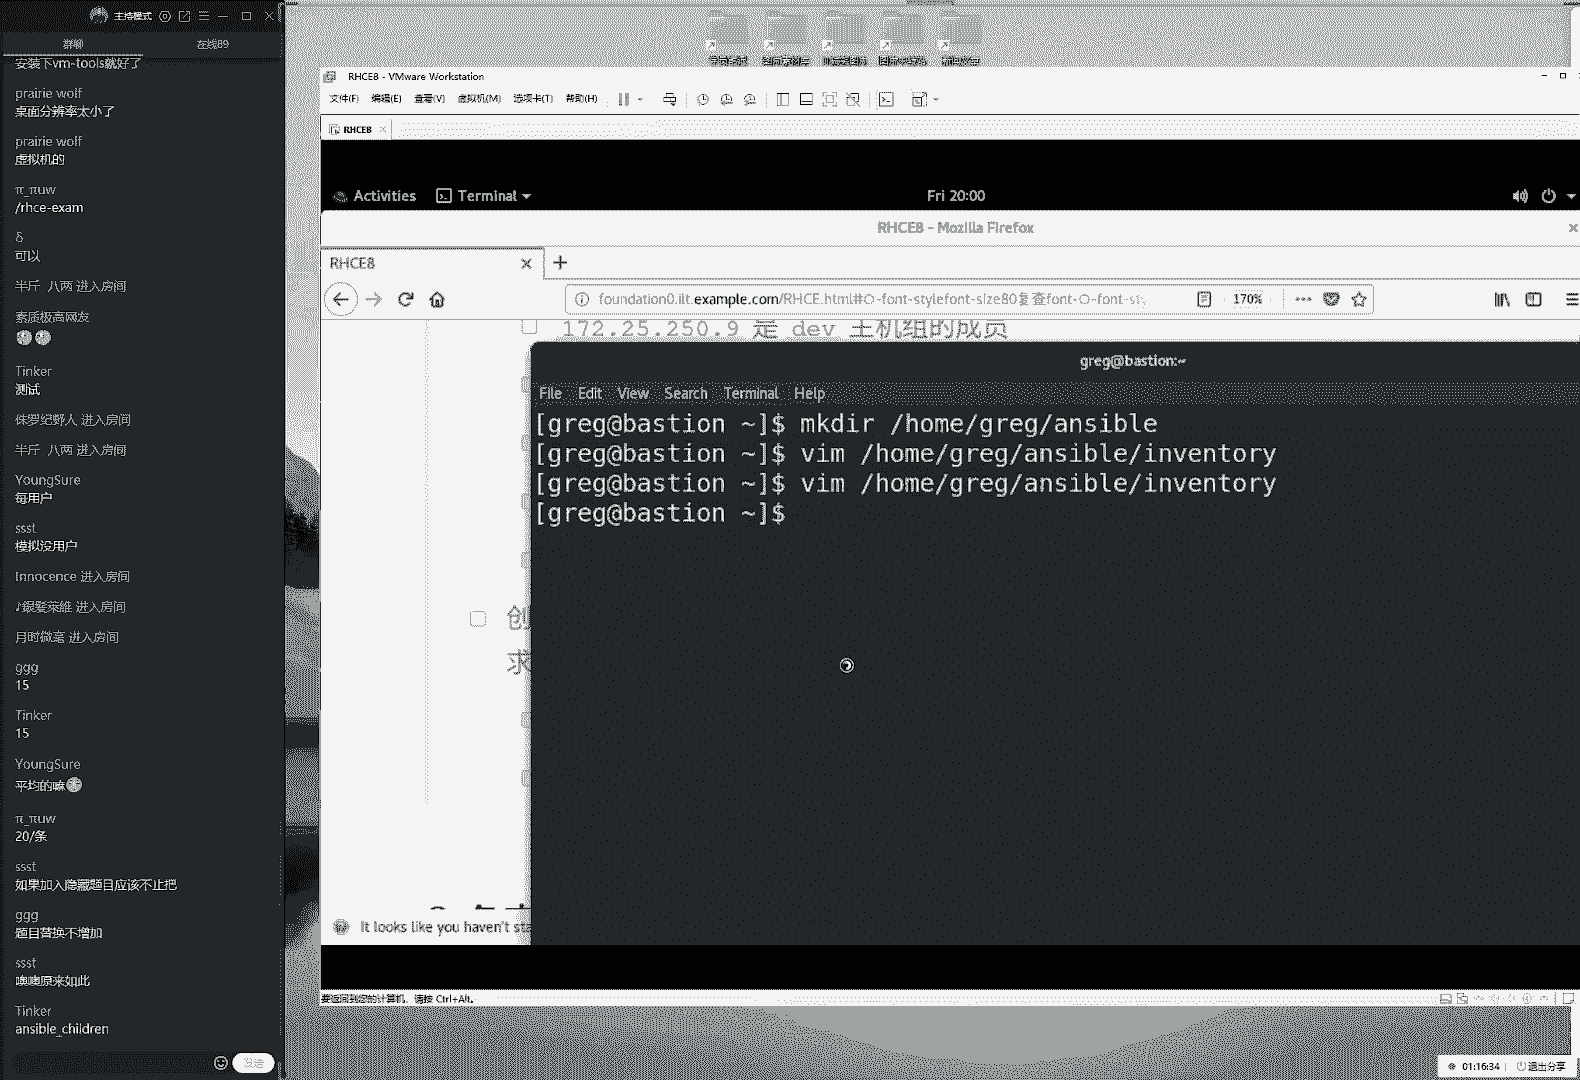 主持模式
群聊
在线89
安装下vm-tools就好了
prairie wolf
桌面分辨率太小了
prairie wolf
虚拟机的
π_πuw
/rhce-exam
δ
可以
半斤 八两 进入房间
素质极高网友
Tinker
测试
侏罗纪野人 进入房间
半斤 八两 进入房间
YoungSure
每用户
ssst
模拟没用户
Innocence 进入房间
进入房间
月时微毫 进入房间
ggg
15
Tinker
15
YoungSure
平均的嘛
π_πuw
20/条
ssst
如果加入隐藏题目应该不止把
ggg
题目替换不增加
ssst
噢噢原来如此
Tinker
ansible_children
发送
RHCE8 - VMware Workstation
文件(F) 编辑(E) 查看(V) 虚拟机(M) 选项卡(T) 帮助(H)
RHCE8
Activities Terminal Fri 20:00
RHCE8 - Mozilla Firefox
RHCE8
foundation0.ilt.example.com/RHCE.html#O-font-stylefont-size80复查font-O-font-sty
170%
172.25.250.9 是 dev 主机组的成员
greg@bastion:~
File Edit View Search Terminal Help
[greg@bastion ~]$ mkdir /home/greg/ansible
[greg@bastion ~]$ vim /home/greg/ansible/inventory
[greg@bastion ~]$ vim /home/greg/ansible/inventory
[greg@bastion ~]$
创
求
It looks like you haven't sta
要返回到您的计算机，请按 Ctrl+Alt。
01:16:34
退出分享